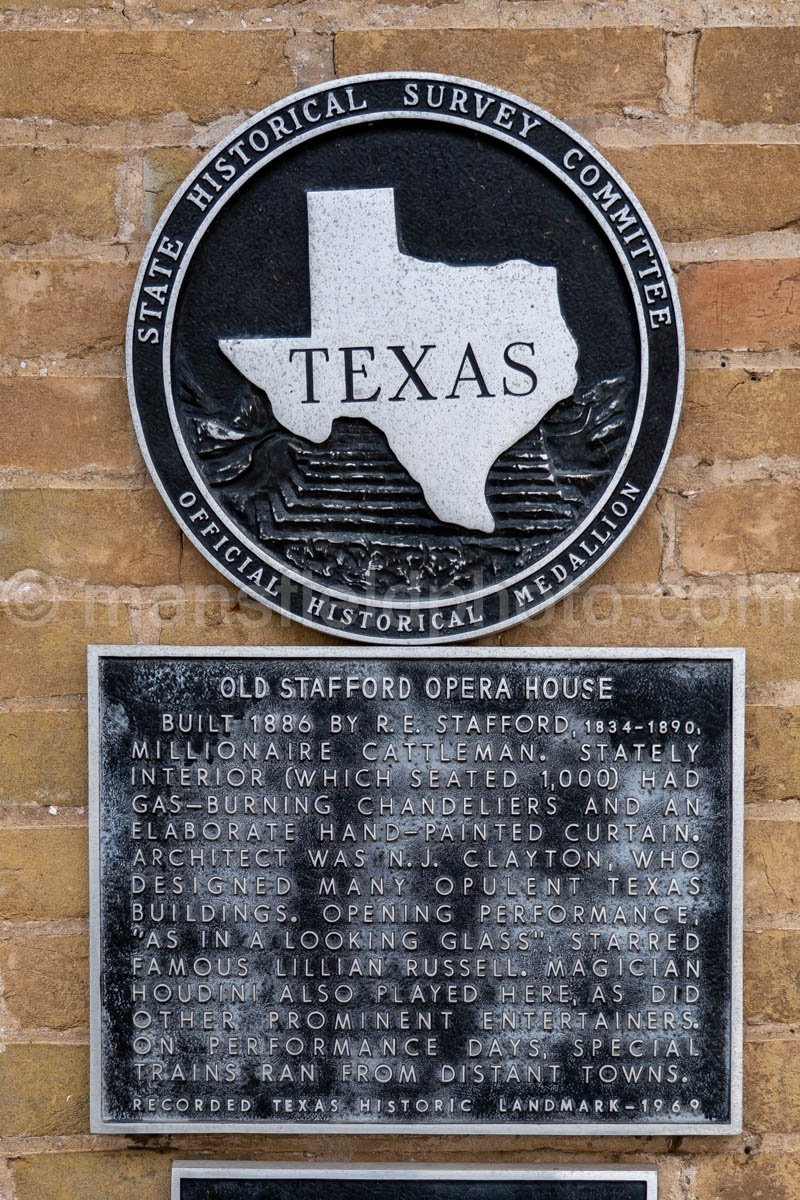 STATE HISTORICAL SURVEY COMMITTEE
TEXAS
OFFICIAL HISTORICAL MEDALLION
© mansfieldphoto.com
OLD STAFFORD OPERA HOUSE
BUILT 1886 BY R.E. STAFFORD, 1834-1890,
MILLIONAIRE CATTLEMAN. STATELY
INTERIOR (WHICH SEATED 1,000) HAD
GAS-BURNING CHANDELIERS AND AN
ELABORATE HAND-PAINTED CURTAIN.
ARCHITECT WAS N.J. CLAYTON, WHO
DESIGNED MANY OPULENT TEXAS
BUILDINGS. OPENING PERFORMANCE,
"AS IN A LOOKING GLASS", STARRED
FAMOUS LILLIAN RUSSELL. MAGICIAN
HOUDINI ALSO PLAYED HERE, AS DID
OTHER PROMINENT ENTERTAINERS.
ON PERFORMANCE DAYS, SPECIAL
TRAINS RAN FROM DISTANT TOWNS.
RECORDED TEXAS HISTORIC LANDMARK-1969